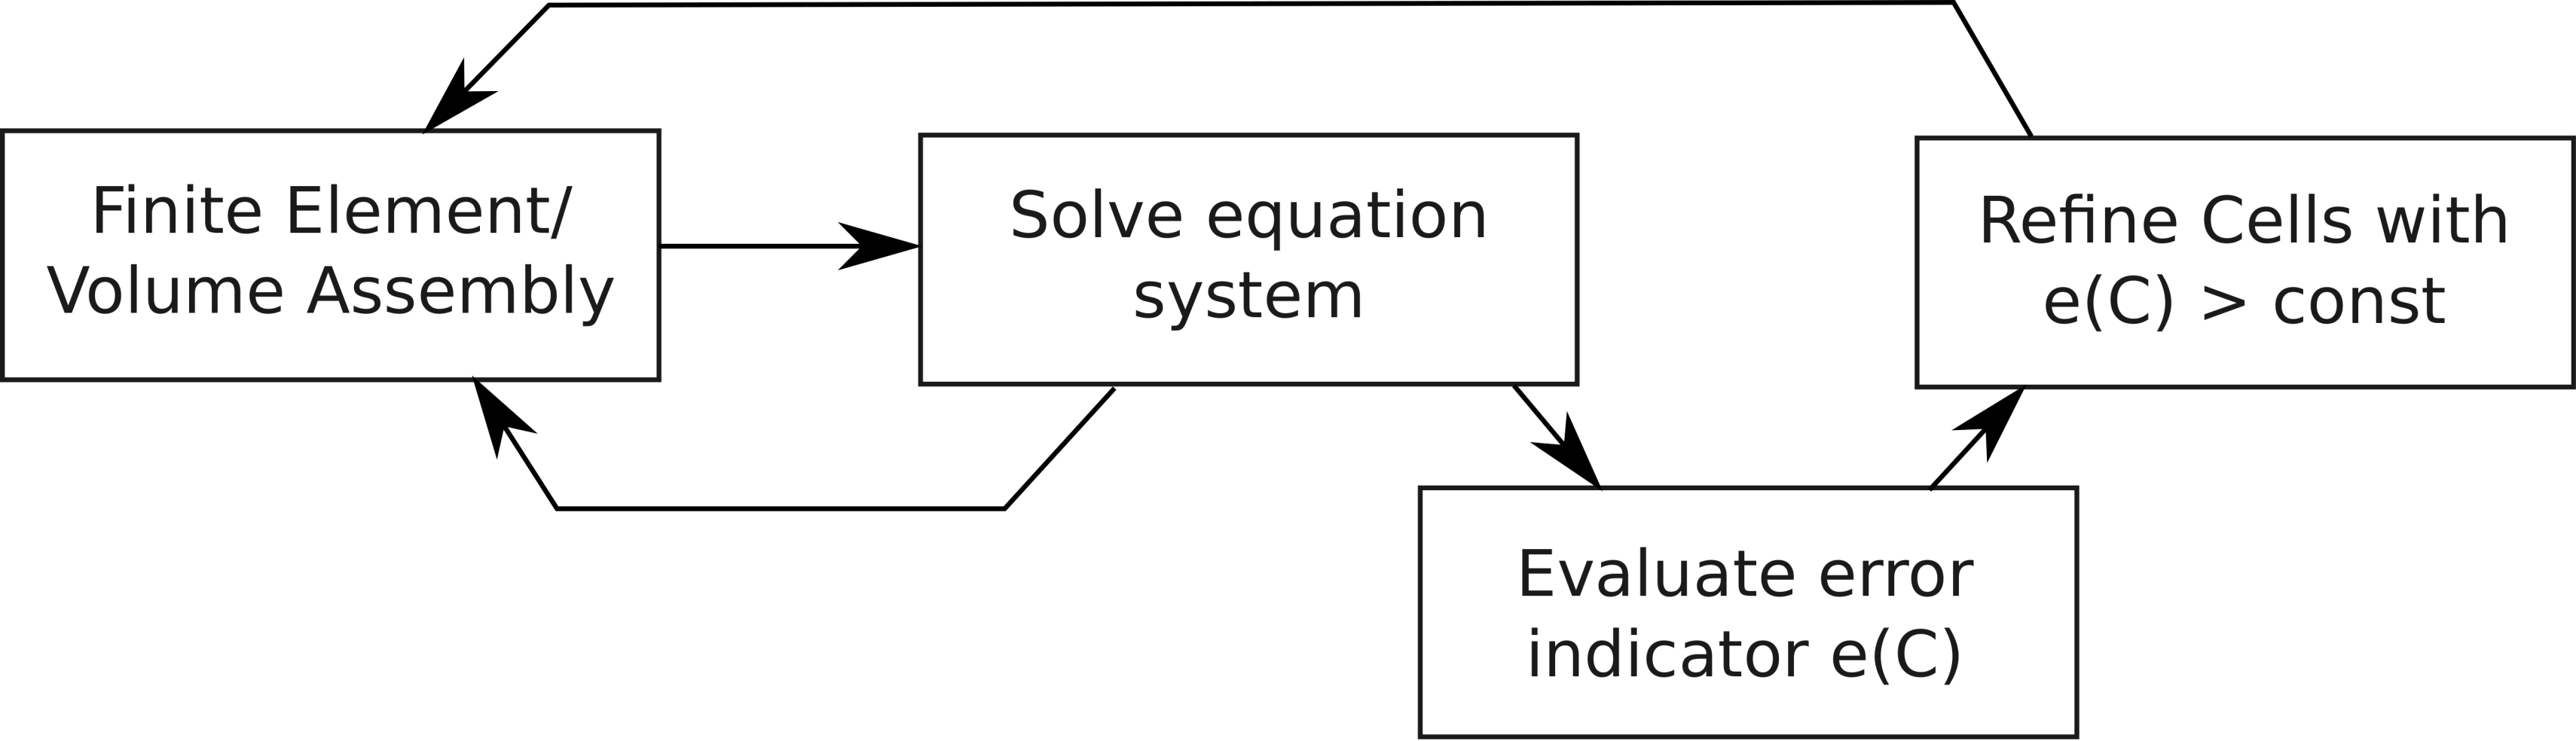 Finite Element/
Volume Assembly
Solve equation
system
Refine Cells with
e(C) > const
Evaluate error
indicator e(C)